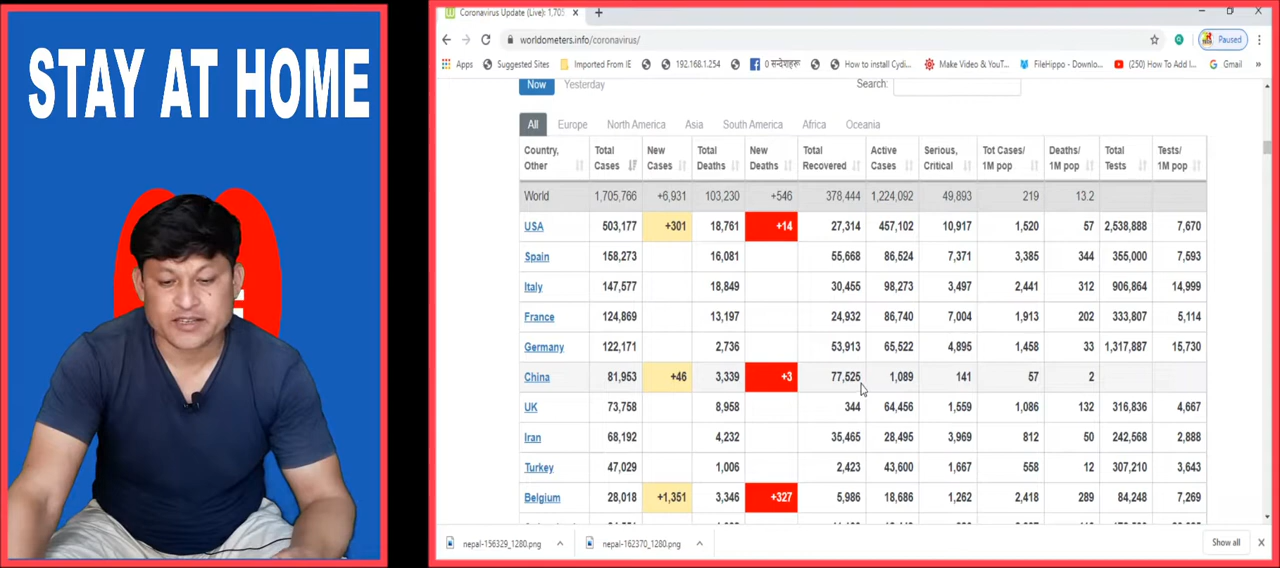 STAY AT HOME
Coronavirus Update (Live): 1,705
worldometers.info/coronavirus/
Paused
Apps Suggested Sites Imported From IE 192.168.1.254 0 सन्देशहरू How to install Cydi... Make Video & YouT... FileHippo - Downlo... (250) How To Add I... Gmail
Now Yesterday Search:
All Europe North America Asia South America Africa Oceania
Country, Other Total Cases New Cases Total Deaths New Deaths Total Recovered Active Cases Serious, Critical Tot Cases/ 1M pop Deaths/ 1M pop Total Tests Tests/ 1M pop
World 1,705,766 +6,931 103,230 +546 378,444 1,224,092 49,893 219 13.2
USA 503,177 +301 18,761 +14 27,314 457,102 10,917 1,520 57 2,538,888 7,670
Spain 158,273 16,081 55,668 86,524 7,371 3,385 344 355,000 7,593
Italy 147,577 18,849 30,455 98,273 3,497 2,441 312 906,864 14,999
France 124,869 13,197 24,932 86,740 7,004 1,913 202 333,807 5,114
Germany 122,171 2,736 53,913 65,522 4,895 1,458 33 1,317,887 15,730
China 81,953 +46 3,339 +3 77,525 1,089 141 57 2
UK 73,758 8,958 344 64,456 1,559 1,086 132 316,836 4,667
Iran 68,192 4,232 35,465 28,495 3,969 812 50 242,568 2,888
Turkey 47,029 1,006 2,423 43,600 1,667 558 12 307,210 3,643
Belgium 28,018 +1,351 3,346 +327 5,986 18,686 1,262 2,418 289 84,248 7,269
nepal-156329_1280.png nepal-162370_1280.png Show all